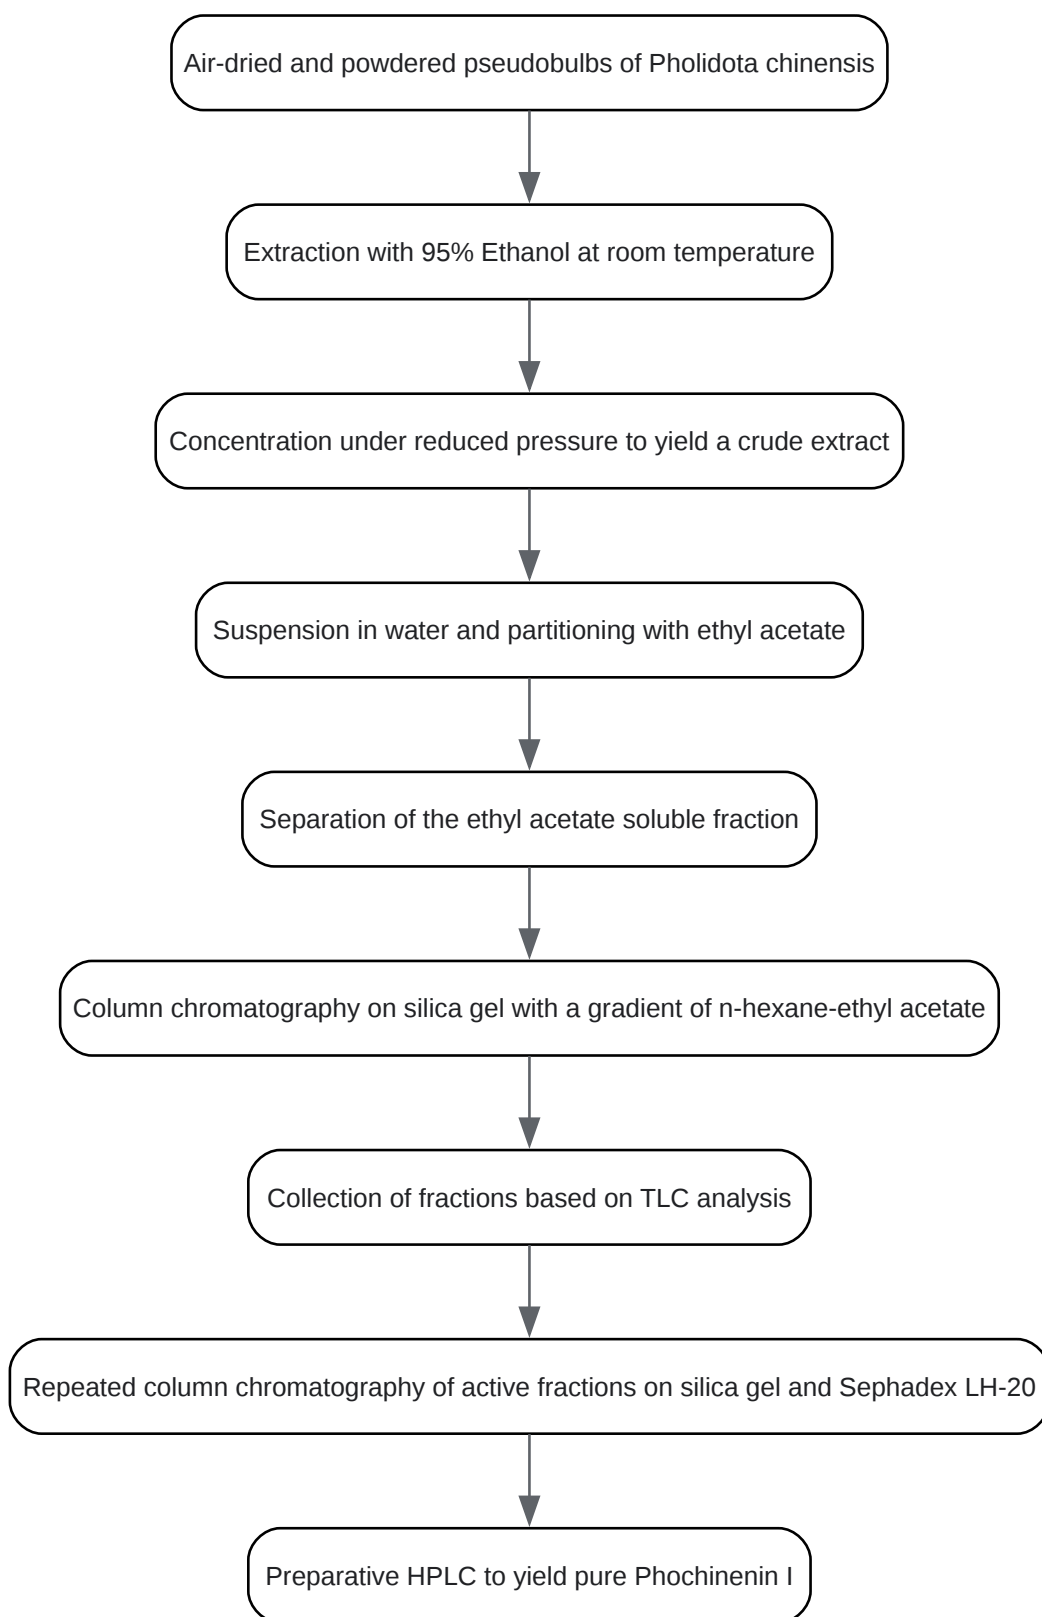 Air-dried and powdered pseudobulbs of Pholidota chinensis
Extraction with 95% Ethanol at room temperature
Concentration under reduced pressure to yield a crude extract
Suspension in water and partitioning with ethyl acetate
Separation of the ethyl acetate soluble fraction
Column chromatography on silica gel with a gradient of n-hexane-ethyl acetate
Collection of fractions based on TLC analysis
Repeated column chromatography of active fractions on silica gel and Sephadex LH-20
Preparative HPLC to yield pure Phochinenin I